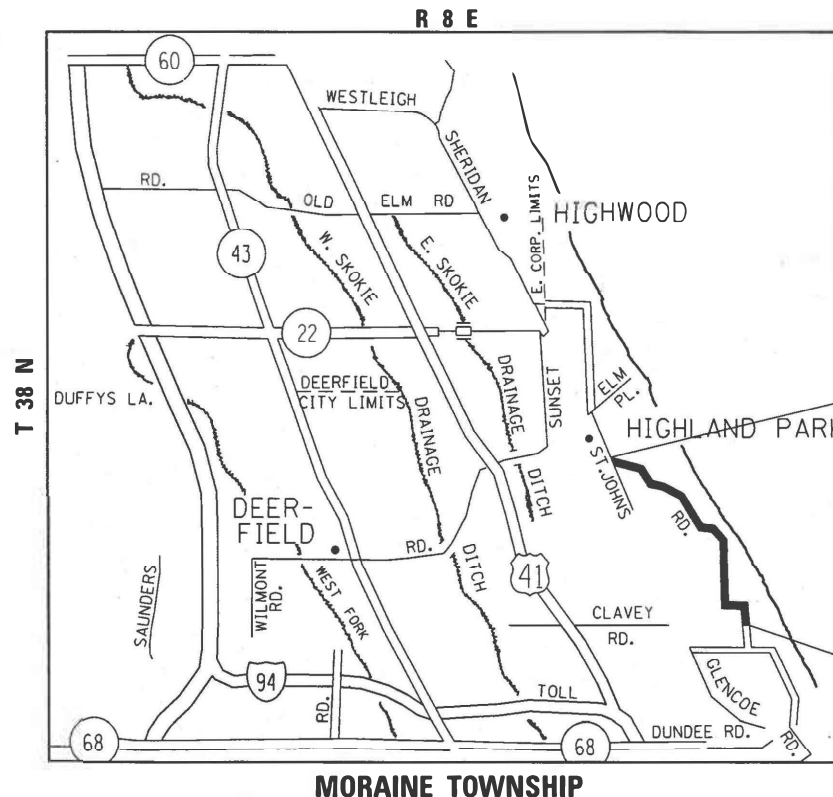 R 8 E
60
WESTLEIGH
SHERIDAN
RD.
OLD
ELM RD
E. CORP. LIMITS
HIGHWOOD
43
W. SKOKIE
E. SKOKIE
22
T 38 N
DUFFYS LA.
DEERFIELD
CITY LIMITS
DRAINAGE
DRAINAGE
SUNSET
ELM
PL.
HIGHLAND PARK
ST. JOHNS
DITCH
RD.
DEER-
FIELD
RD.
DITCH
41
SAUNDERS
WILMONT
RD.
WEST FORK
CLAVEY
RD.
94
RD.
TOLL
GLENCOE
RD.
68
68
DUNDEE RD.
MORAINE TOWNSHIP